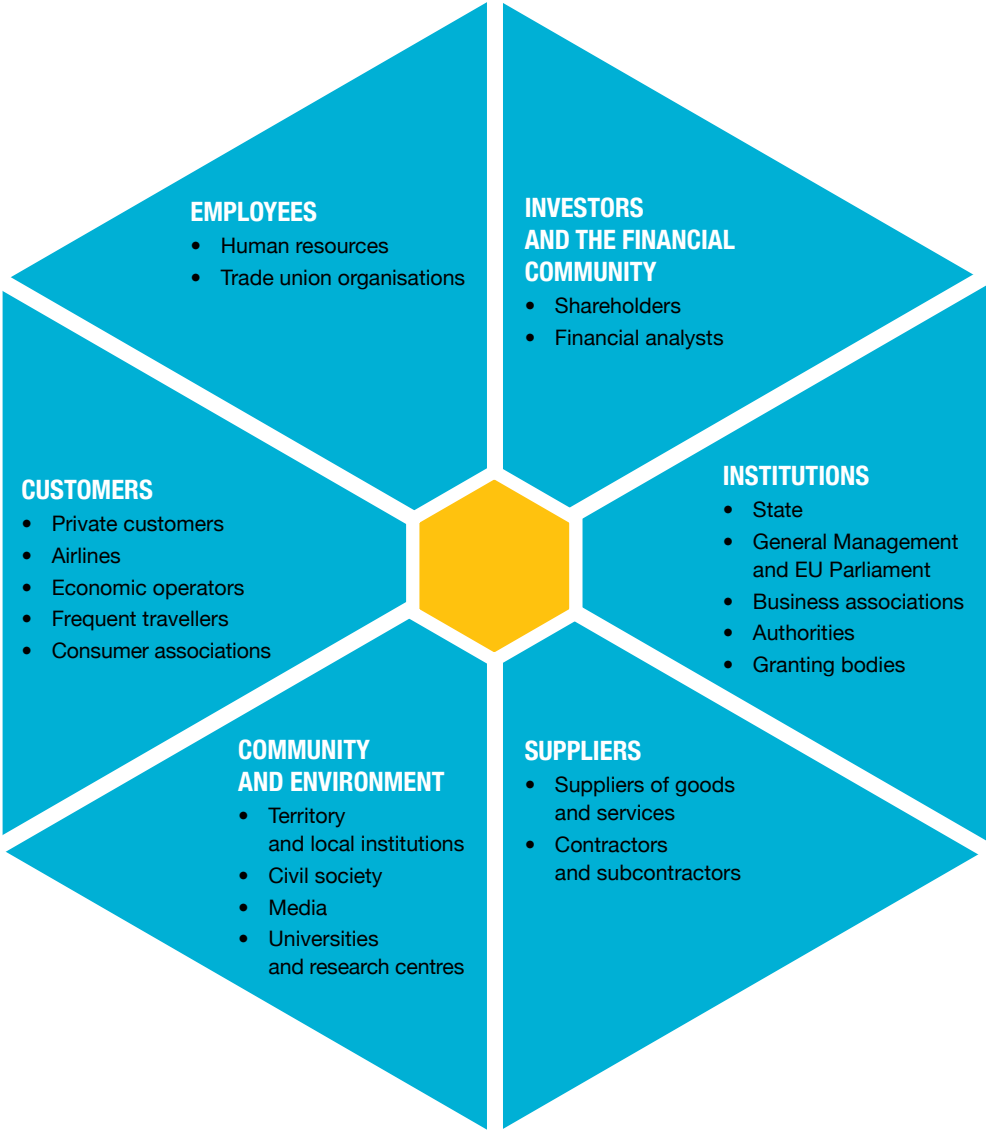 EMPLOYEES
• Human resources
• Trade union organisations
INVESTORS
AND THE FINANCIAL
COMMUNITY
• Shareholders
• Financial analysts
CUSTOMERS
• Private customers
• Airlines
• Economic operators
• Frequent travellers
• Consumer associations
INSTITUTIONS
• State
• General Management
and EU Parliament
• Business associations
• Authorities
• Granting bodies
COMMUNITY
AND ENVIRONMENT
• Territory
and local institutions
• Civil society
• Media
• Universities
and research centres
SUPPLIERS
• Suppliers of goods
and services
• Contractors
and subcontractors